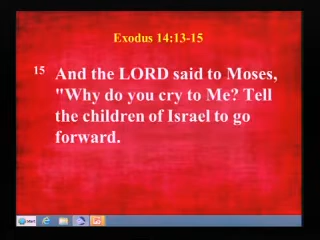 Exodus 14:13-15
15 And the LORD said to Moses,
"Why do you cry to Me? Tell
the children of Israel to go
forward.